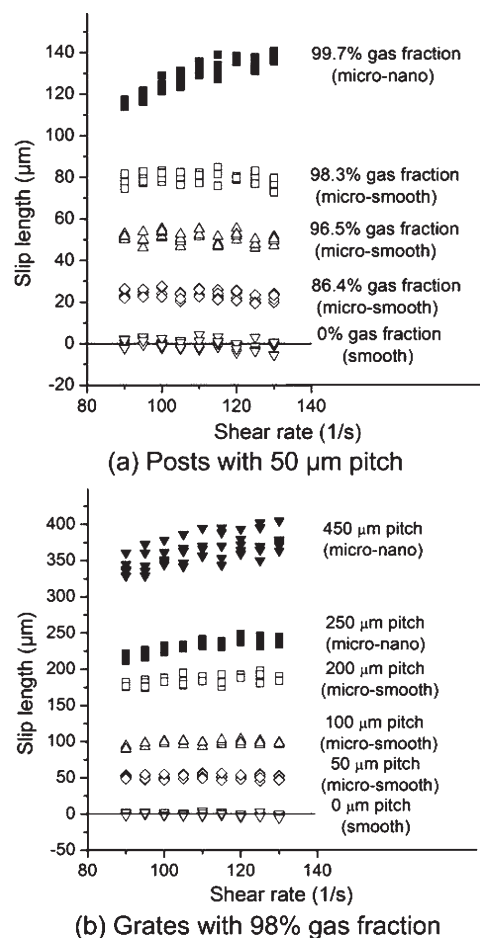 140
120
100
80
60
40
20
0
-20
Slip length (µm)
99.7% gas fraction
(micro-nano)
98.3% gas fraction
(micro-smooth)
96.5% gas fraction
(micro-smooth)
86.4% gas fraction
(micro-smooth)
0% gas fraction
(smooth)
80 100 120 140
Shear rate (1/s)
(a) Posts with 50 µm pitch
400
350
300
250
200
150
100
50
0
-50
Slip length (µm)
450 µm pitch
(micro-nano)
250 µm pitch
(micro-nano)
200 µm pitch
(micro-smooth)
100 µm pitch
(micro-smooth)
50 µm pitch
(micro-smooth)
0 µm pitch
(smooth)
80 100 120 140
Shear rate (1/s)
(b) Grates with 98% gas fraction